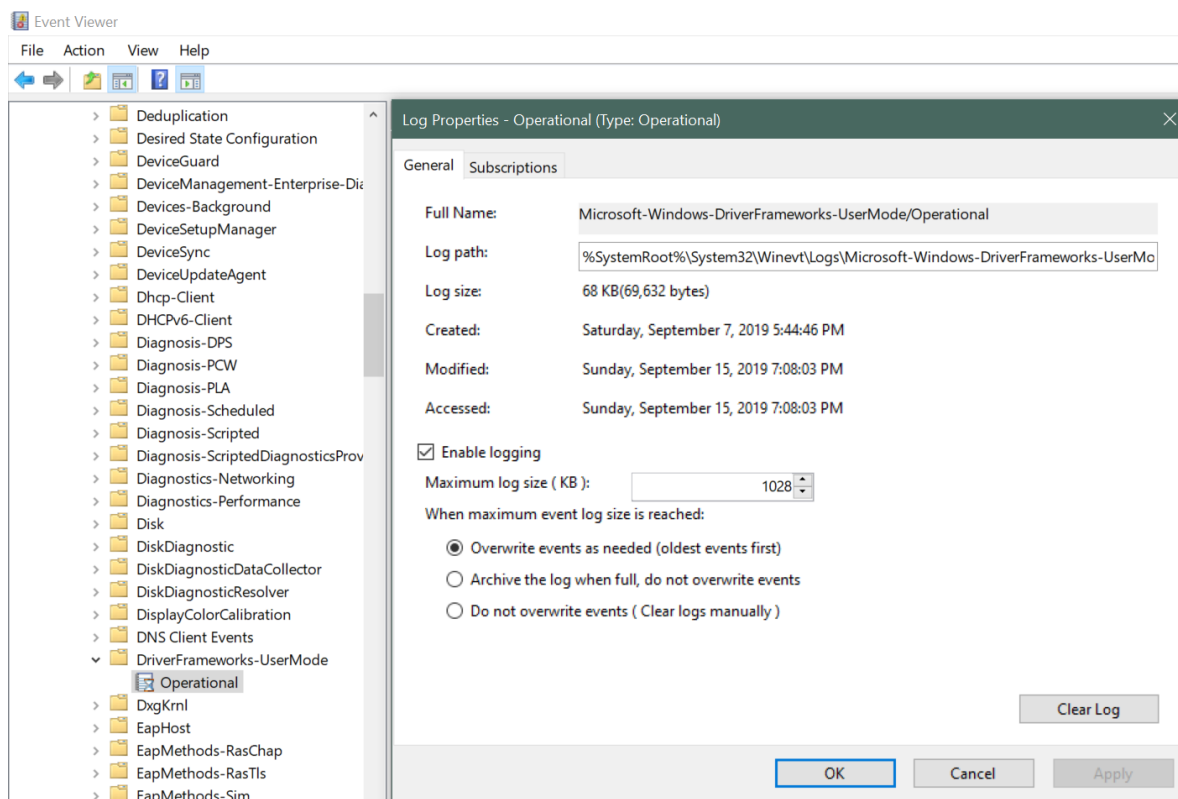 Event Viewer
File Action View Help
Deduplication
Desired State Configuration
DeviceGuard
DeviceManagement-Enterprise-Dia
Devices-Background
DeviceSetupManager
DeviceSync
DeviceUpdateAgent
Dhcp-Client
DHCPv6-Client
Diagnosis-DPS
Diagnosis-PCW
Diagnosis-PLA
Diagnosis-Scheduled
Diagnosis-Scripted
Diagnosis-ScriptedDiagnosticsProv
Diagnostics-Networking
Diagnostics-Performance
Disk
DiskDiagnostic
DiskDiagnosticDataCollector
DiskDiagnosticResolver
DisplayColorCalibration
DNS Client Events
DriverFrameworks-UserMode
Operational
DxgKrnl
EapHost
EapMethods-RasChap
EapMethods-RasTls
EapMethods-Sim
Log Properties - Operational (Type: Operational)
General Subscriptions
Full Name: Microsoft-Windows-DriverFrameworks-UserMode/Operational
Log path: %SystemRoot%\System32\Winevt\Logs\Microsoft-Windows-DriverFrameworks-UserMo
Log size: 68 KB(69,632 bytes)
Created: Saturday, September 7, 2019 5:44:46 PM
Modified: Sunday, September 15, 2019 7:08:03 PM
Accessed: Sunday, September 15, 2019 7:08:03 PM
Enable logging
Maximum log size ( KB ): 1028
When maximum event log size is reached:
Overwrite events as needed (oldest events first)
Archive the log when full, do not overwrite events
Do not overwrite events ( Clear logs manually )
Clear Log
OK Cancel Apply